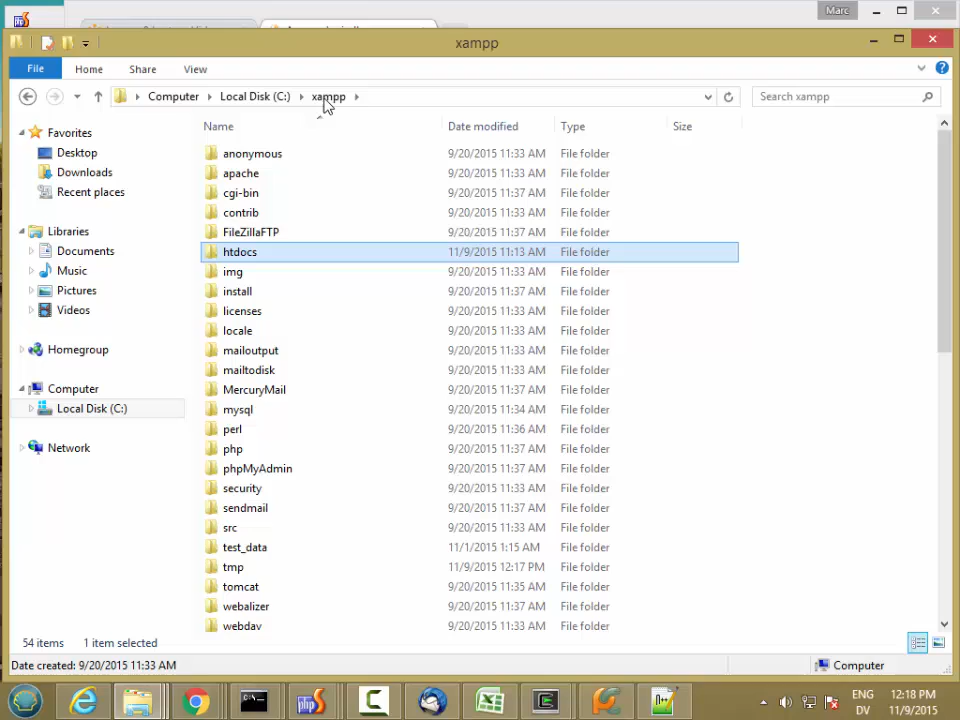 Marc
xampp
File Home Share View
Computer Local Disk (C:) xampp Search xampp
Name Date modified Type Size
Favorites
Desktop
Downloads
Recent places
Libraries
Documents
Music
Pictures
Videos
Homegroup
Computer
Local Disk (C:)
Network
anonymous 9/20/2015 11:33 AM File folder
apache 9/20/2015 11:33 AM File folder
cgi-bin 9/20/2015 11:37 AM File folder
contrib 9/20/2015 11:33 AM File folder
FileZillaFTP 9/20/2015 11:37 AM File folder
htdocs 11/9/2015 11:13 AM File folder
img 9/20/2015 11:33 AM File folder
install 9/20/2015 11:37 AM File folder
licenses 9/20/2015 11:33 AM File folder
locale 9/20/2015 11:33 AM File folder
mailoutput 9/20/2015 11:37 AM File folder
mailtodisk 9/20/2015 11:33 AM File folder
MercuryMail 9/20/2015 11:37 AM File folder
mysql 9/20/2015 11:34 AM File folder
perl 9/20/2015 11:36 AM File folder
php 9/20/2015 11:37 AM File folder
phpMyAdmin 9/20/2015 11:37 AM File folder
security 9/20/2015 11:33 AM File folder
sendmail 9/20/2015 11:37 AM File folder
src 9/20/2015 11:33 AM File folder
test_data 11/1/2015 1:15 AM File folder
tmp 11/9/2015 12:17 PM File folder
tomcat 9/20/2015 11:35 AM File folder
webalizer 9/20/2015 11:37 AM File folder
webdav 9/20/2015 11:33 AM File folder
54 items 1 item selected
Date created: 9/20/2015 11:33 AM Computer
ENG 12:18 PM
DV 11/9/2015